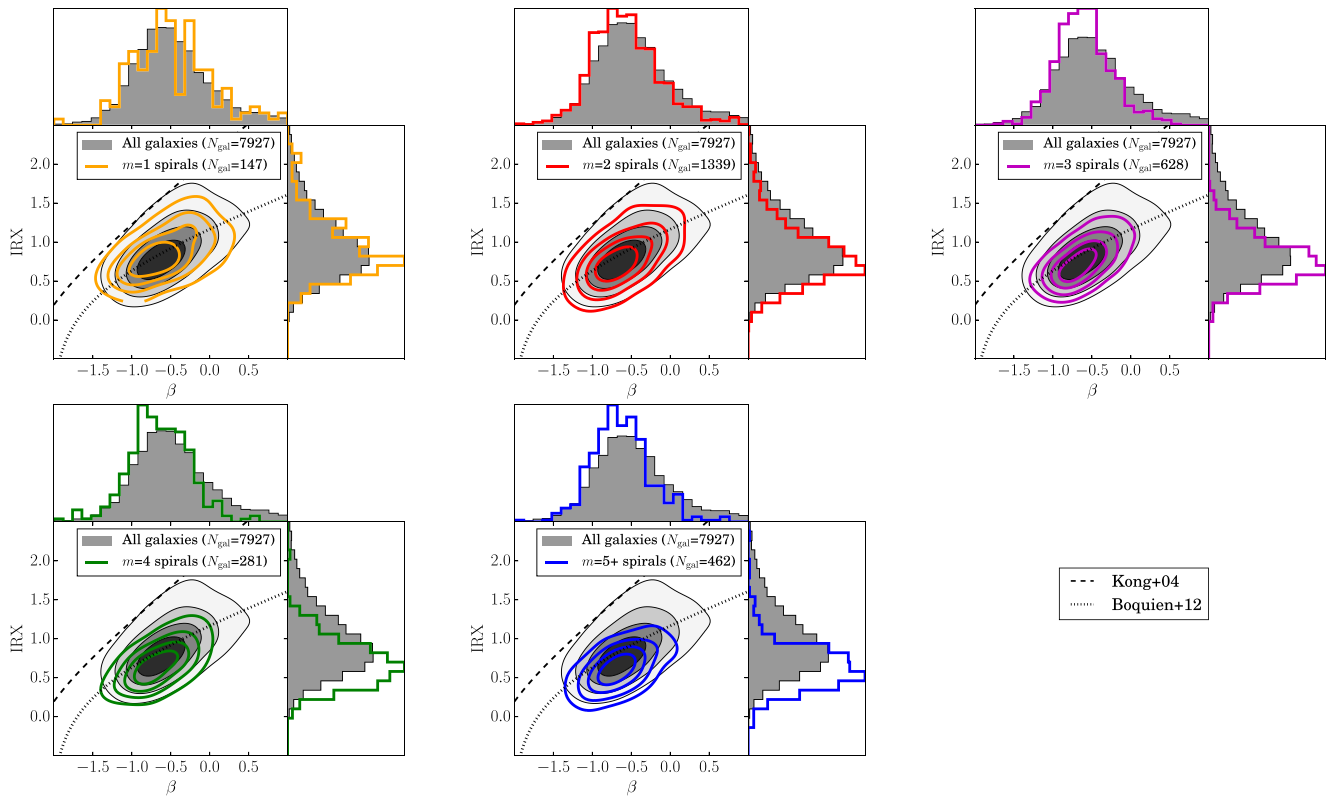 All galaxies (N_gal=7927)
m=1 spirals (N_gal=147)
IRX
2.0
1.5
1.0
0.5
0.0
−1.5 −1.0 −0.5 0.0 0.5
β
All galaxies (N_gal=7927)
m=2 spirals (N_gal=1339)
IRX
2.0
1.5
1.0
0.5
0.0
−1.5 −1.0 −0.5 0.0 0.5
β
All galaxies (N_gal=7927)
m=3 spirals (N_gal=628)
IRX
2.0
1.5
1.0
0.5
0.0
−1.5 −1.0 −0.5 0.0 0.5
β
All galaxies (N_gal=7927)
m=4 spirals (N_gal=281)
IRX
2.0
1.5
1.0
0.5
0.0
−1.5 −1.0 −0.5 0.0 0.5
β
All galaxies (N_gal=7927)
m=5+ spirals (N_gal=462)
IRX
2.0
1.5
1.0
0.5
0.0
−1.5 −1.0 −0.5 0.0 0.5
β
Kong+04
Boquien+12